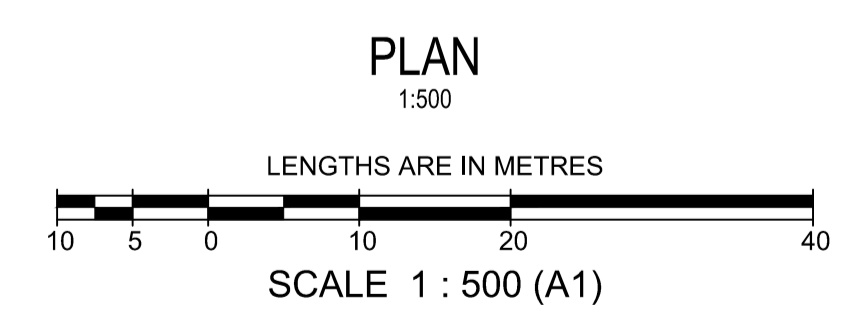 PLAN
1:500
LENGTHS ARE IN METRES
10 5 0 10 20 40
SCALE 1 : 500 (A1)